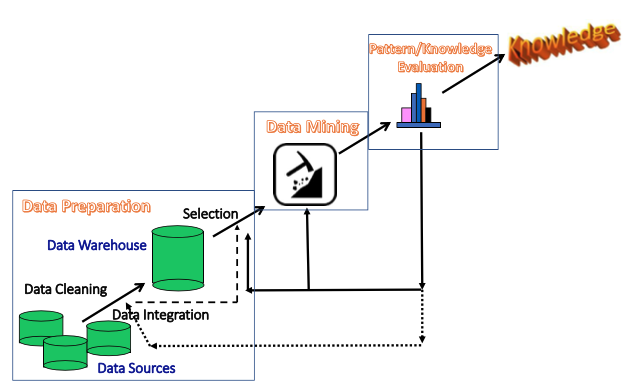 Knowledge
Pattern/Knowledge
Evaluation
Data Mining
Data Preparation
Selection
Data Warehouse
Data Cleaning
Data Integration
Data Sources